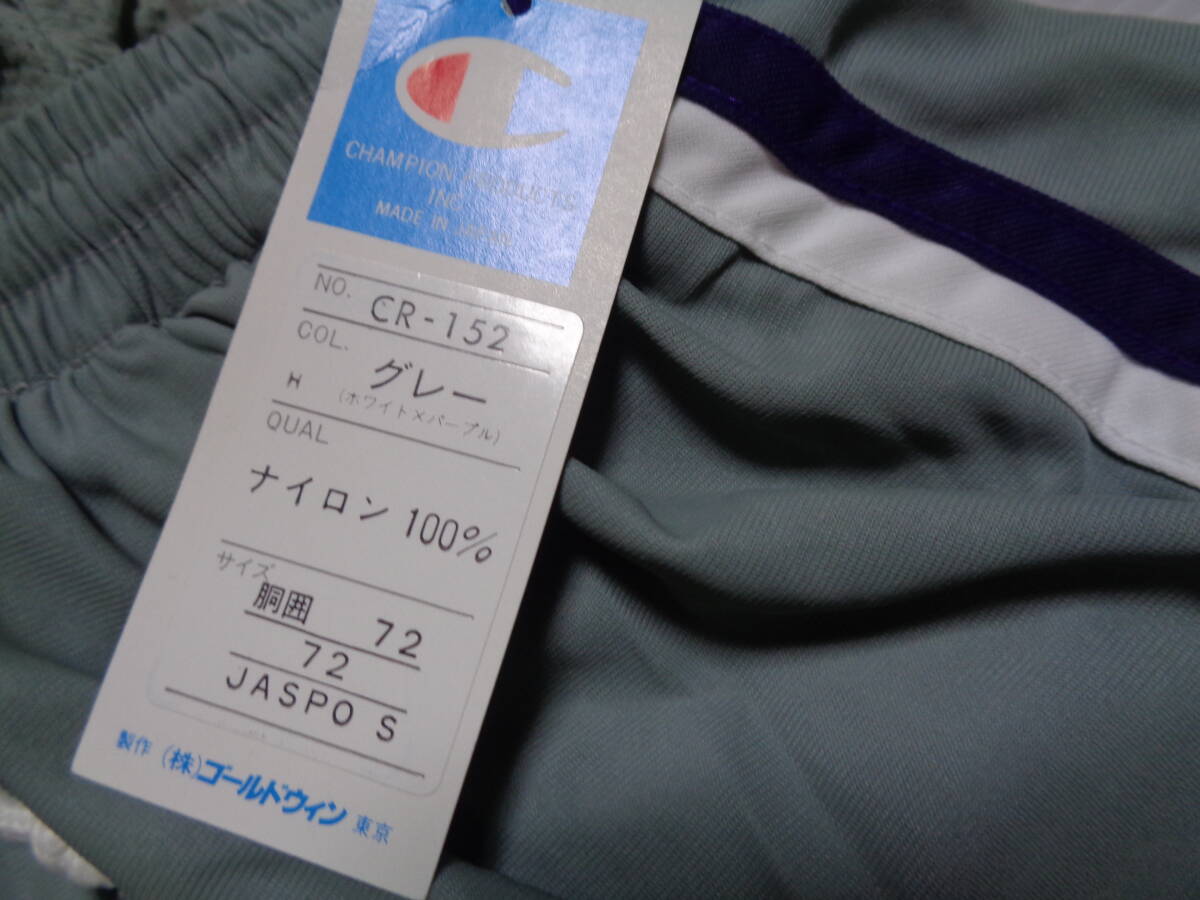 CHAMPION PRODUCTS
INC.
MADE IN JAPAN
NO. CR-152
COL. グレー
H (ホワイト×パープル)
QUAL
ナイロン 100%
サイズ
胴囲 72
72
JASPO S
製作 (株)ゴールドウィン 東京